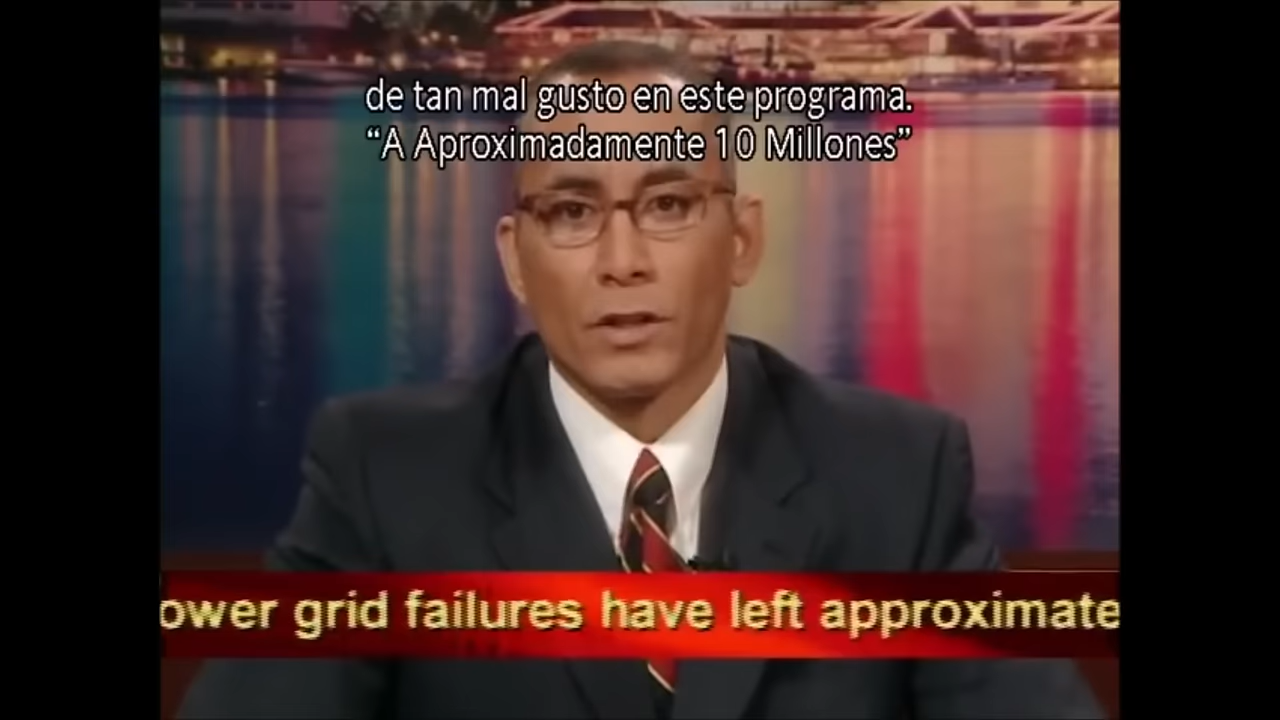 de tan mal gusto en este programa.
“A Aproximadamente 10 Millones”
ower grid failures have left approximate